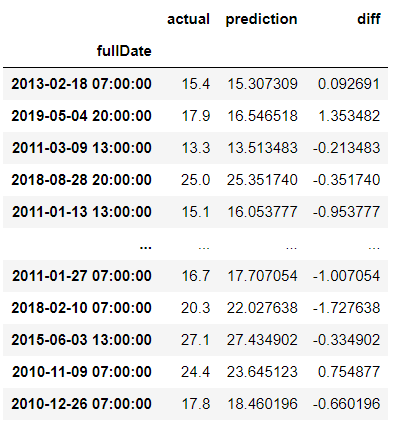 actual prediction diff
fullDate
2013-02-18 07:00:00 15.4 15.307309 0.092691
2019-05-04 20:00:00 17.9 16.546518 1.353482
2011-03-09 13:00:00 13.3 13.513483 -0.213483
2018-08-28 20:00:00 25.0 25.351740 -0.351740
2011-01-13 13:00:00 15.1 16.053777 -0.953777
... ... ... ...
2011-01-27 07:00:00 16.7 17.707054 -1.007054
2018-02-10 07:00:00 20.3 22.027638 -1.727638
2015-06-03 13:00:00 27.1 27.434902 -0.334902
2010-11-09 07:00:00 24.4 23.645123 0.754877
2010-12-26 07:00:00 17.8 18.460196 -0.660196